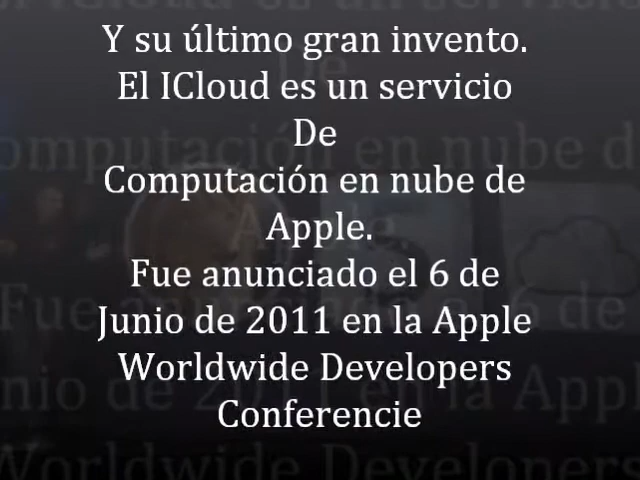 Y su último gran invento.
El ICloud es un servicio
De
Computación en nube de
Apple.
Fue anunciado el 6 de
Junio de 2011 en la Apple
Worldwide Developers
Conferencie